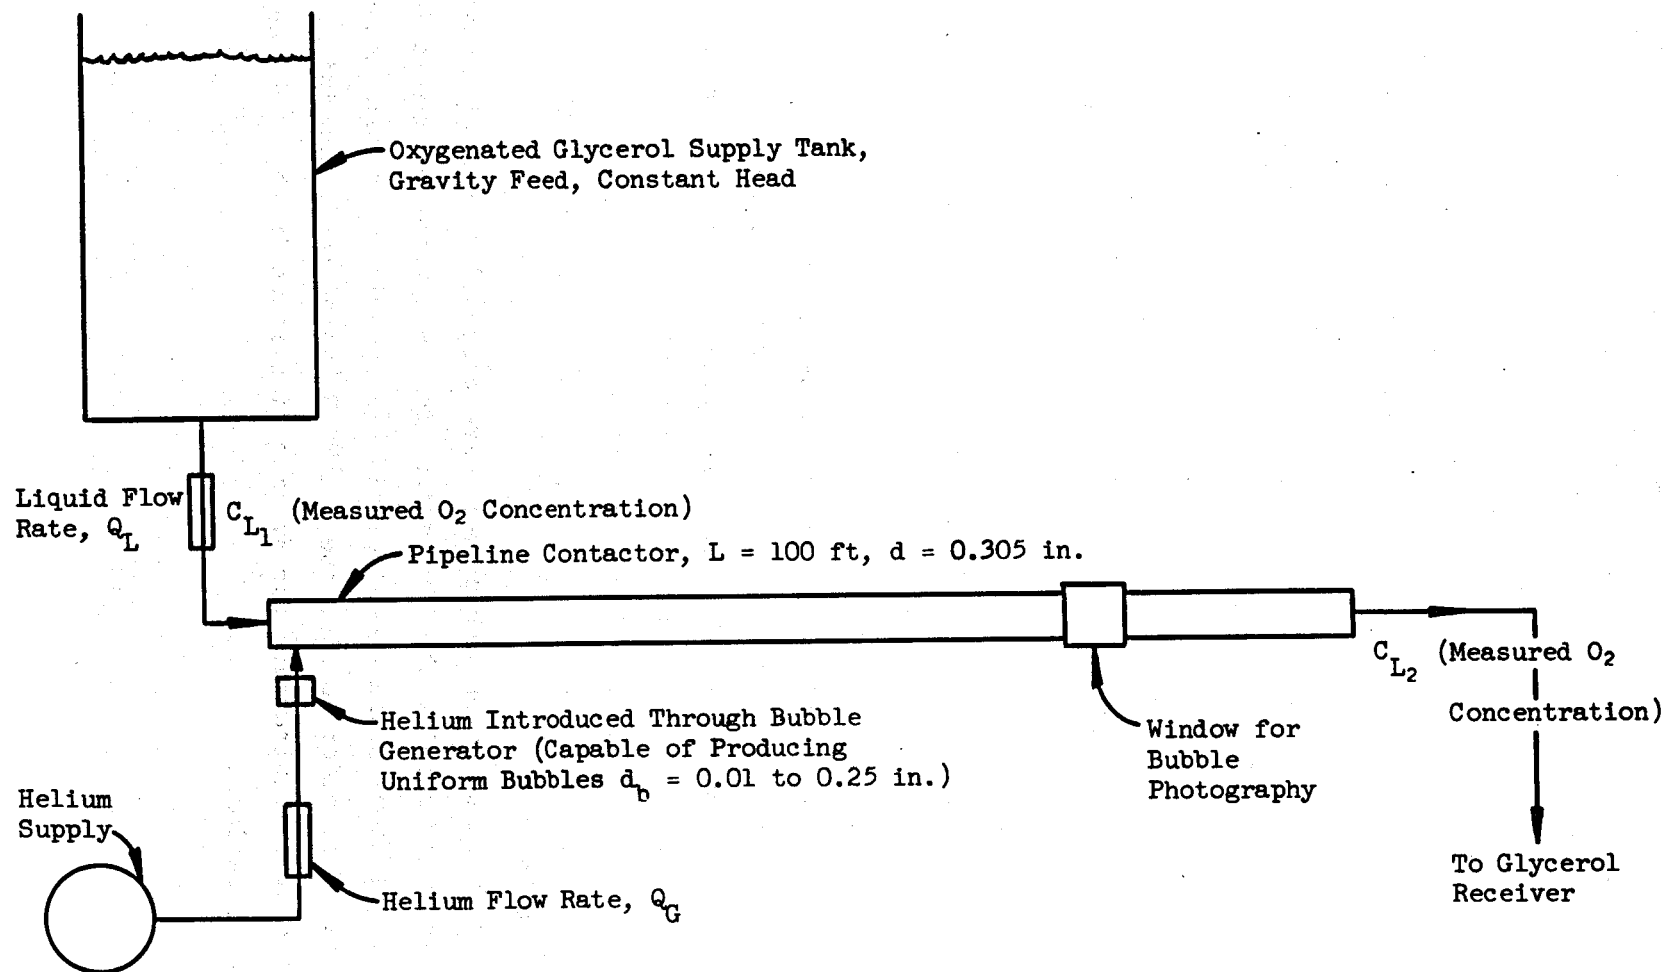 Oxygenated Glycerol Supply Tank,
Gravity Feed, Constant Head
Liquid Flow
Rate, Q_L
C_L1 (Measured O2 Concentration)
Pipeline Contactor, L = 100 ft, d = 0.305 in.
C_L2 (Measured O2
Concentration)
Helium Introduced Through Bubble
Generator (Capable of Producing
Uniform Bubbles d_b = 0.01 to 0.25 in.)
Window for
Bubble
Photography
Helium
Supply
Helium Flow Rate, Q_G
To Glycerol
Receiver